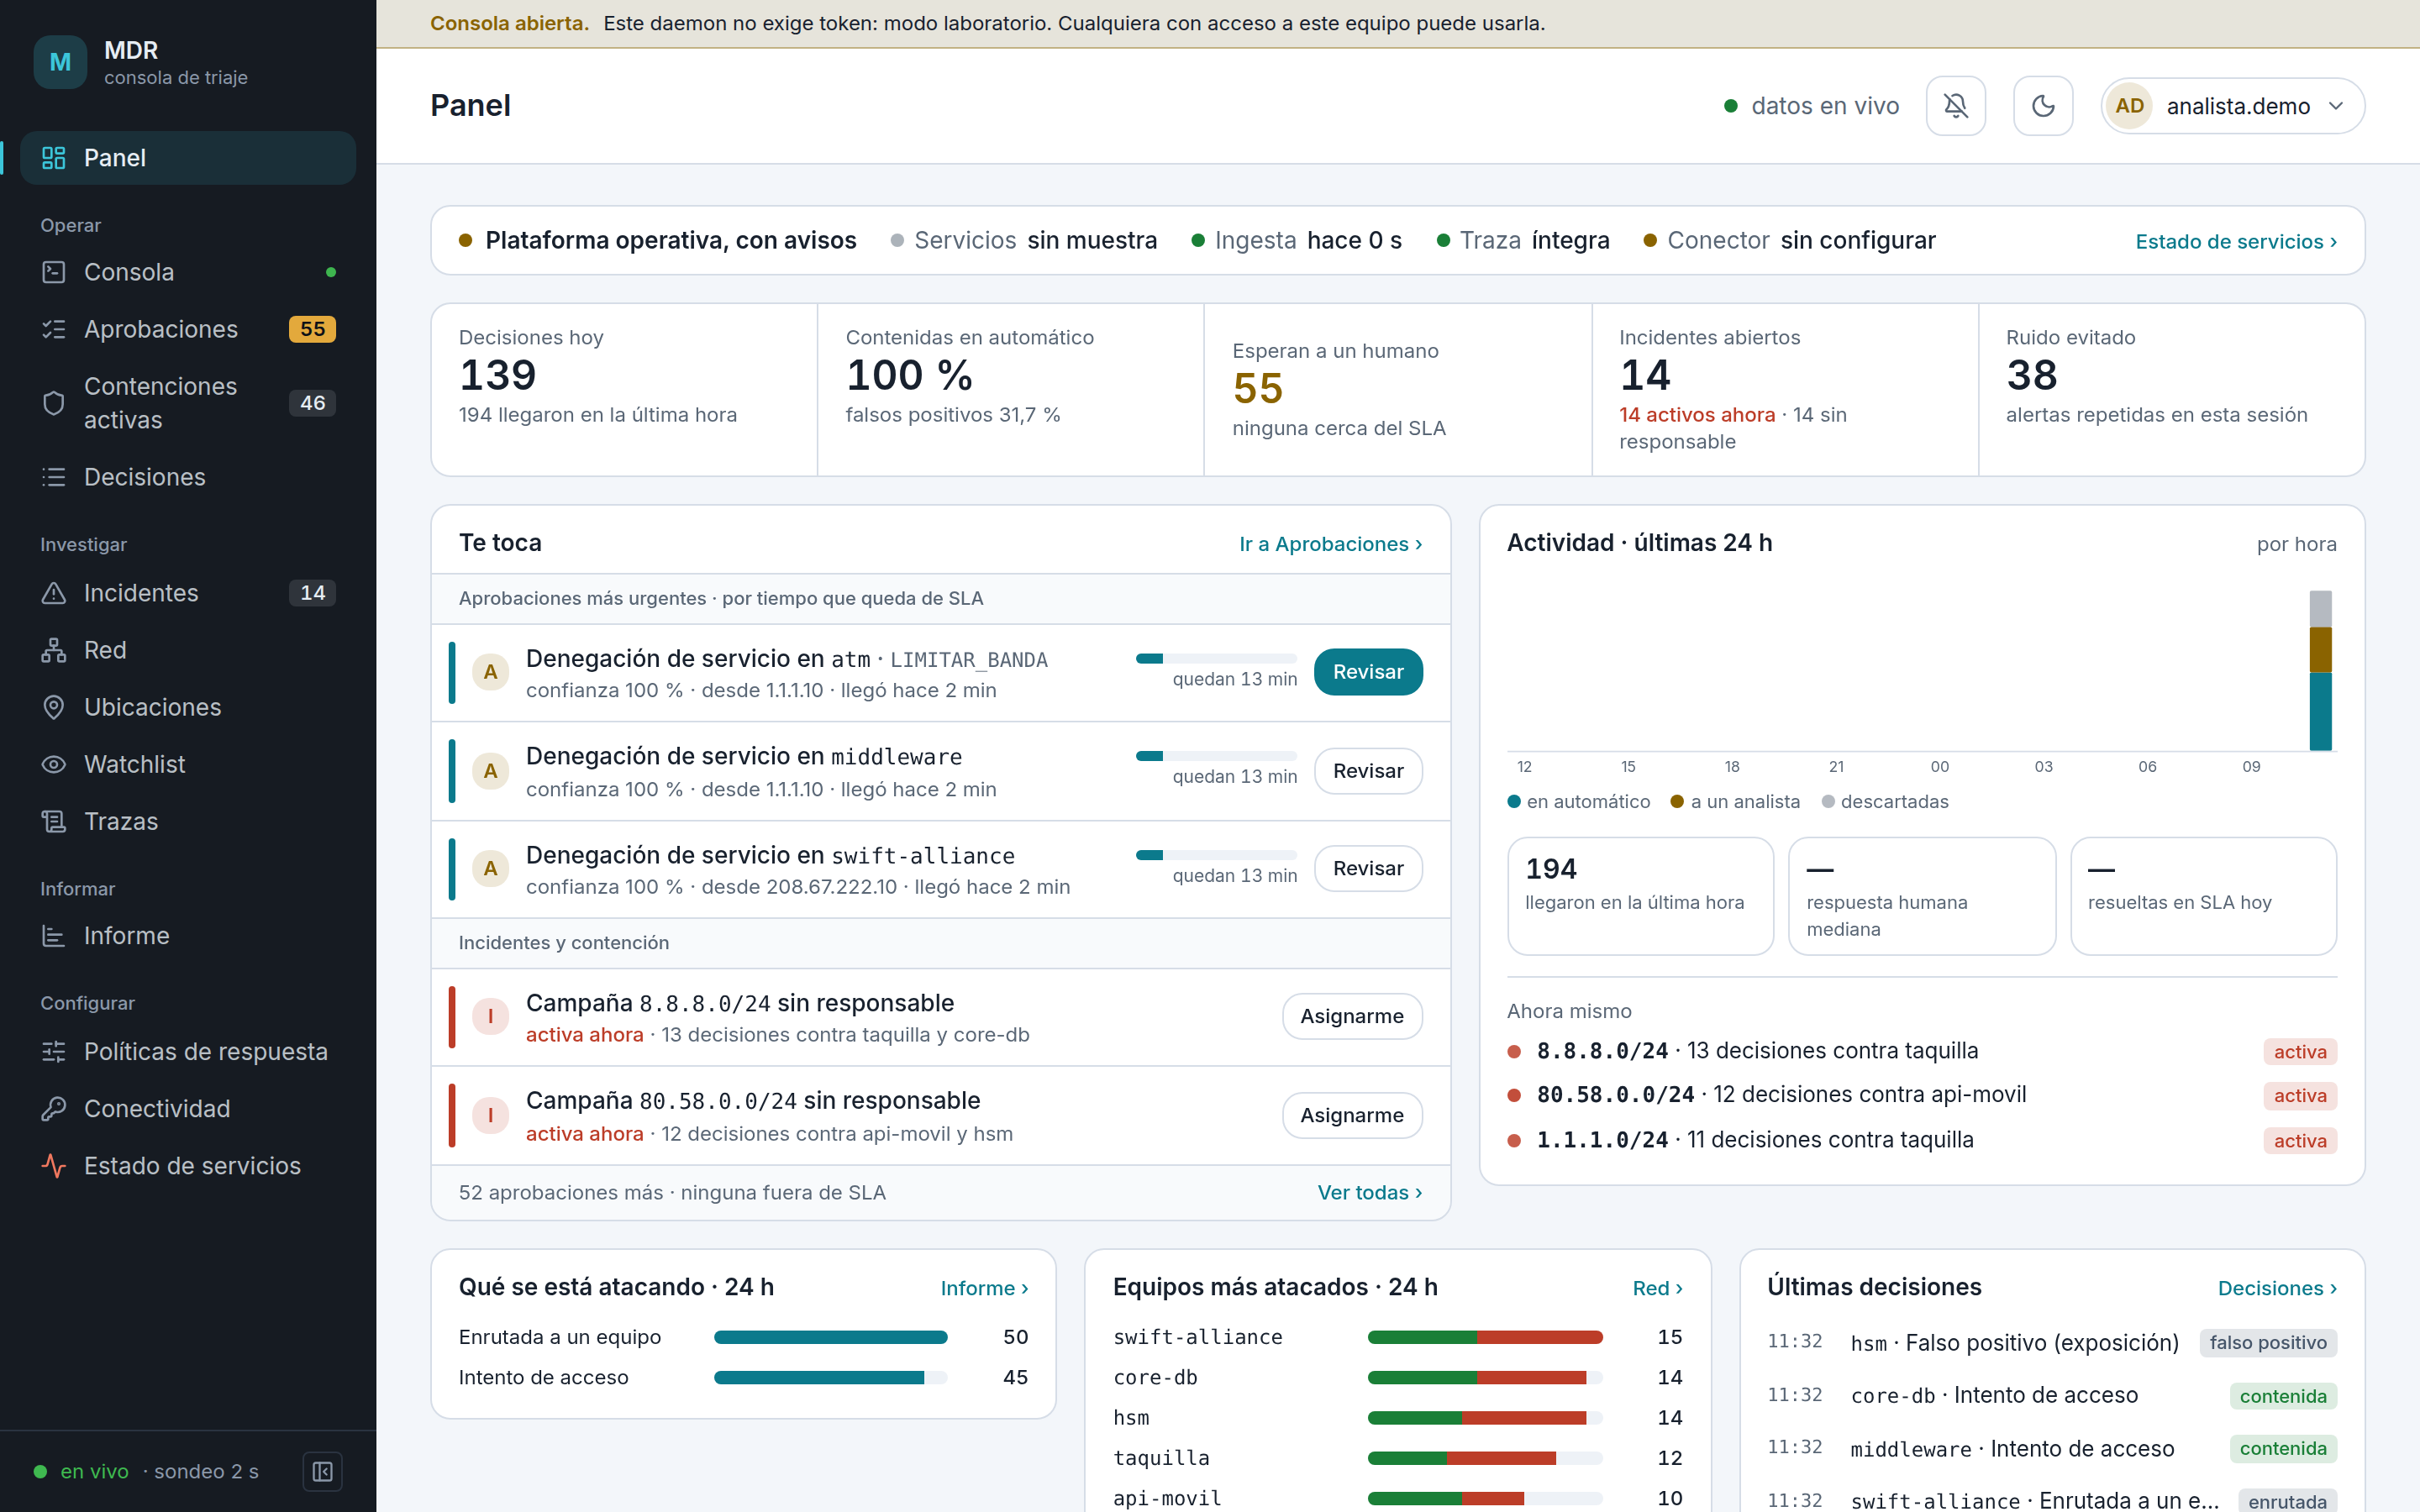 Consola abierta. Este daemon no exige token: modo laboratorio. Cualquiera con acceso a este equipo puede usarla.
M
MDR
consola de triaje
Panel
Operar
Consola
Aprobaciones 55
Contenciones
activas 46
Decisiones
Investigar
Incidentes 14
Red
Ubicaciones
Watchlist
Trazas
Informar
Informe
Configurar
Políticas de respuesta
Conectividad
Estado de servicios
en vivo · sondeo 2 s
Panel
datos en vivo
AD analista.demo
Plataforma operativa, con avisos Servicios sin muestra Ingesta hace 0 s Traza íntegra Conector sin configurar Estado de servicios ›
Decisiones hoy
139
194 llegaron en la última hora
Contenidas en automático
100 %
falsos positivos 31,7 %
Esperan a un humano
55
ninguna cerca del SLA
Incidentes abiertos
14
14 activos ahora · 14 sin
responsable
Ruido evitado
38
alertas repetidas en esta sesión
Te toca Ir a Aprobaciones ›
Aprobaciones más urgentes · por tiempo que queda de SLA
A Denegación de servicio en atm · LIMITAR_BANDA
confianza 100 % · desde 1.1.1.10 · llegó hace 2 min
quedan 13 min
Revisar
A Denegación de servicio en middleware
confianza 100 % · desde 1.1.1.10 · llegó hace 2 min
quedan 13 min
Revisar
A Denegación de servicio en swift-alliance
confianza 100 % · desde 208.67.222.10 · llegó hace 2 min
quedan 13 min
Revisar
Incidentes y contención
I Campaña 8.8.8.0/24 sin responsable
activa ahora · 13 decisiones contra taquilla y core-db
Asignarme
I Campaña 80.58.0.0/24 sin responsable
activa ahora · 12 decisiones contra api-movil y hsm
Asignarme
52 aprobaciones más · ninguna fuera de SLA Ver todas ›
Actividad · últimas 24 h por hora
12 15 18 21 00 03 06 09
en automático a un analista descartadas
194
llegaron en la última hora
—
respuesta humana
mediana
—
resueltas en SLA hoy
Ahora mismo
8.8.8.0/24 · 13 decisiones contra taquilla activa
80.58.0.0/24 · 12 decisiones contra api-movil activa
1.1.1.0/24 · 11 decisiones contra taquilla activa
Qué se está atacando · 24 h Informe ›
Enrutada a un equipo 50
Intento de acceso 45
Equipos más atacados · 24 h Red ›
swift-alliance 15
core-db 14
hsm 14
taquilla 12
api-movil 10
Últimas decisiones Decisiones ›
11:32 hsm · Falso positivo (exposición) falso positivo
11:32 core-db · Intento de acceso contenida
11:32 middleware · Intento de acceso contenida
11:32 swift-alliance · Enrutada a un e… enrutada